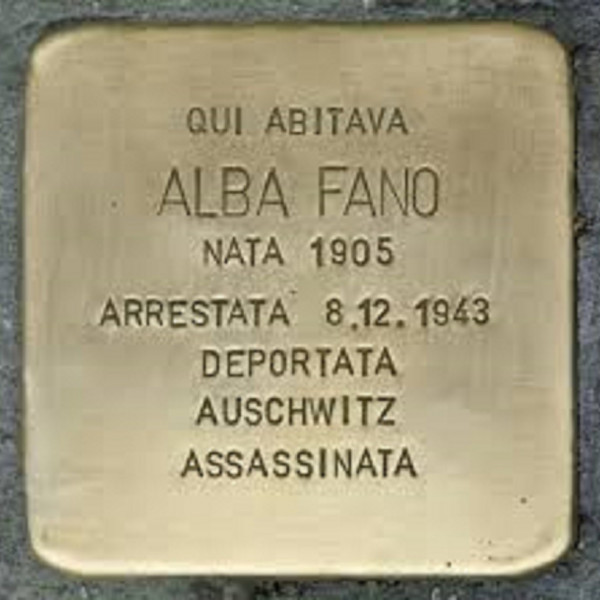 QUI ABITAVA
ALBA FANO
NATA 1905
ARRESTATA 8.12.1943
DEPORTATA
AUSCHWITZ
ASSASSINATA